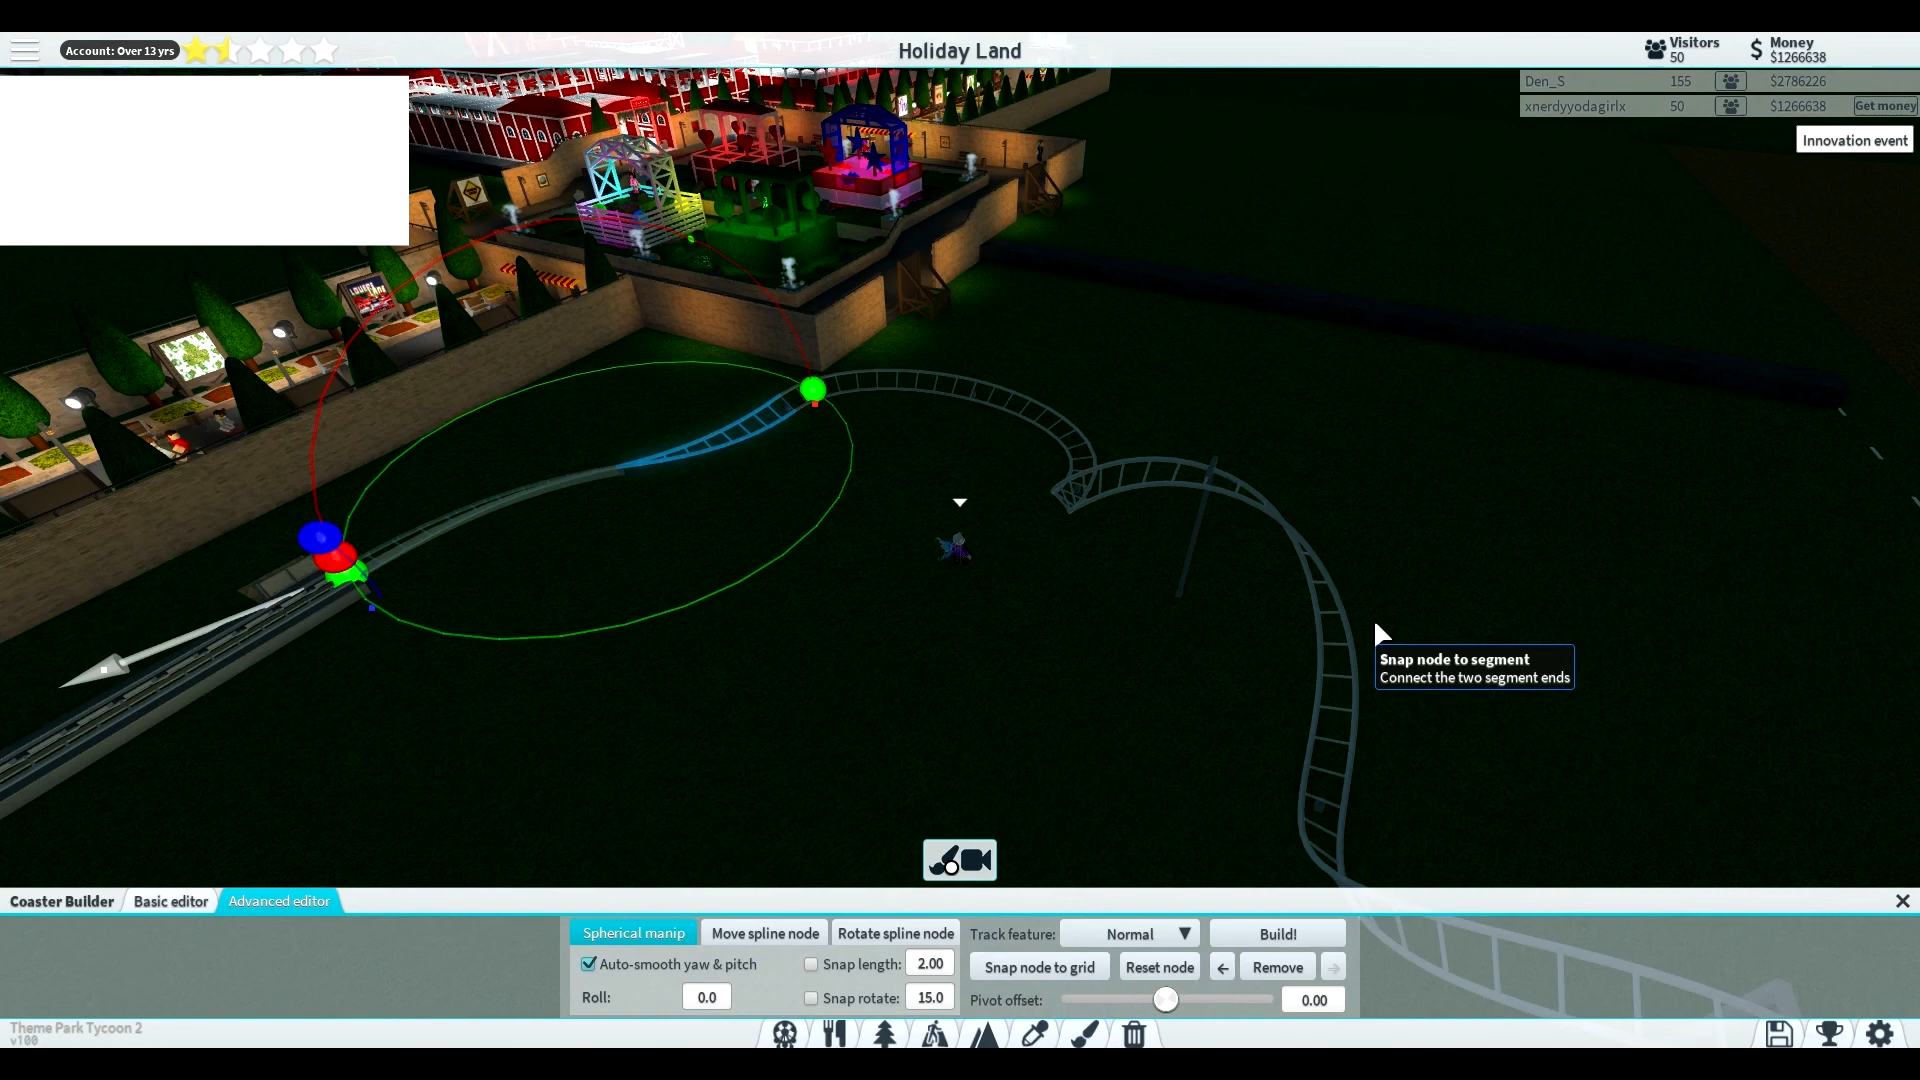 Account: Over 13 yrs
Holiday Land
Visitors
50
Money
$1266638
Den_S 155 $2786226
xnerdyyodagirlx 50 $1266638 Get money
Innovation event
Snap node to segment
Connect the two segment ends
Coaster Builder Basic editor Advanced editor
Spherical manip Move spline node Rotate spline node Track feature: Normal Build!
Auto-smooth yaw & pitch Snap length: 2.00 Snap node to grid Reset node Remove
Roll: 0.0 Snap rotate: 15.0 Pivot offset: 0.00
Theme Park Tycoon 2
v100